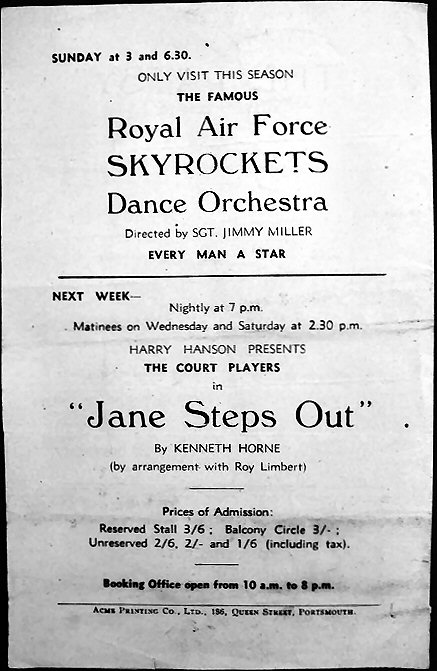 SUNDAY at 3 and 6.30.
ONLY VISIT THIS SEASON
THE FAMOUS
Royal Air Force
SKYROCKETS
Dance Orchestra
Directed by SGT. JIMMY MILLER
EVERY MAN A STAR
NEXT WEEK—
Nightly at 7 p.m.
Matinees on Wednesday and Saturday at 2.30 p.m.
HARRY HANSON PRESENTS
THE COURT PLAYERS
in
“Jane Steps Out”
By KENNETH HORNE
(by arrangement with Roy Limbert)
Prices of Admission:
Reserved Stall 3/6 ; Balcony Circle 3/- ;
Unreserved 2/6, 2/- and 1/6 (including tax).
Booking Office open from 10 a.m. to 8 p.m.
ACME PRINTING CO., LTD., 186, QUEEN STREET, PORTSMOUTH.